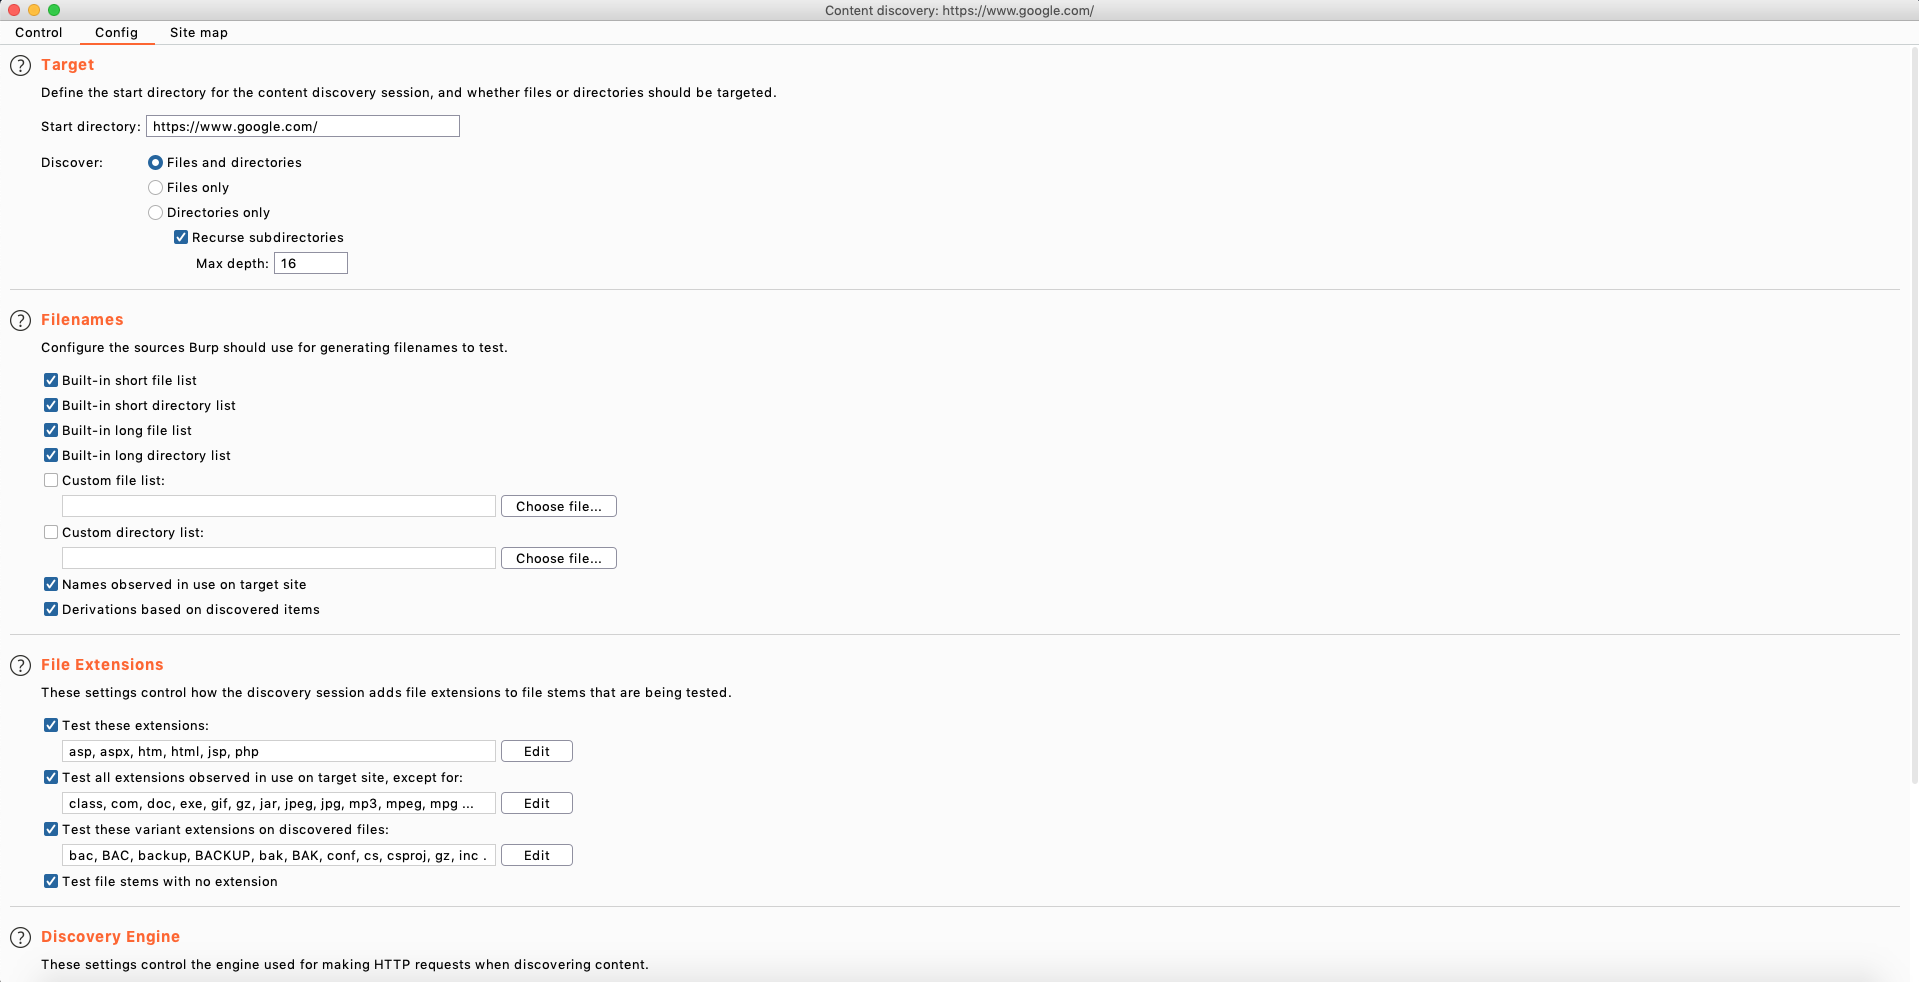 Content discovery: https://www.google.com/
Control Config Site map
? Target
Define the start directory for the content discovery session, and whether files or directories should be targeted.
Start directory: https://www.google.com/
Discover: Files and directories
Files only
Directories only
Recurse subdirectories
Max depth: 16
? Filenames
Configure the sources Burp should use for generating filenames to test.
Built-in short file list
Built-in short directory list
Built-in long file list
Built-in long directory list
Custom file list:
Choose file...
Custom directory list:
Choose file...
Names observed in use on target site
Derivations based on discovered items
? File Extensions
These settings control how the discovery session adds file extensions to file stems that are being tested.
Test these extensions:
asp, aspx, htm, html, jsp, php Edit
Test all extensions observed in use on target site, except for:
class, com, doc, exe, gif, gz, jar, jpeg, jpg, mp3, mpeg, mpg ... Edit
Test these variant extensions on discovered files:
bac, BAC, backup, BACKUP, bak, BAK, conf, cs, csproj, gz, inc . Edit
Test file stems with no extension
? Discovery Engine
These settings control the engine used for making HTTP requests when discovering content.